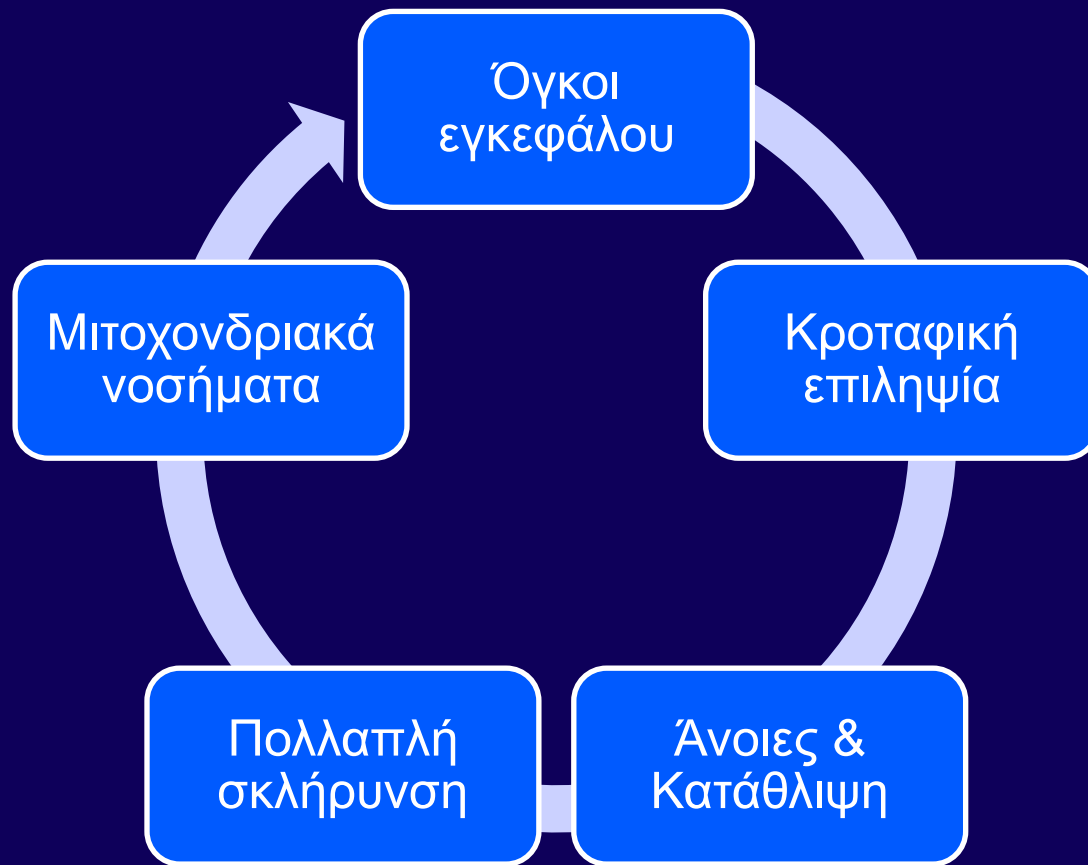 Όγκοι
εγκεφάλου
Κροταφική
επιληψία
Άνοιες &
Κατάθλιψη
Πολλαπλή
σκλήρυνση
Μιτοχονδριακά
νοσήματα